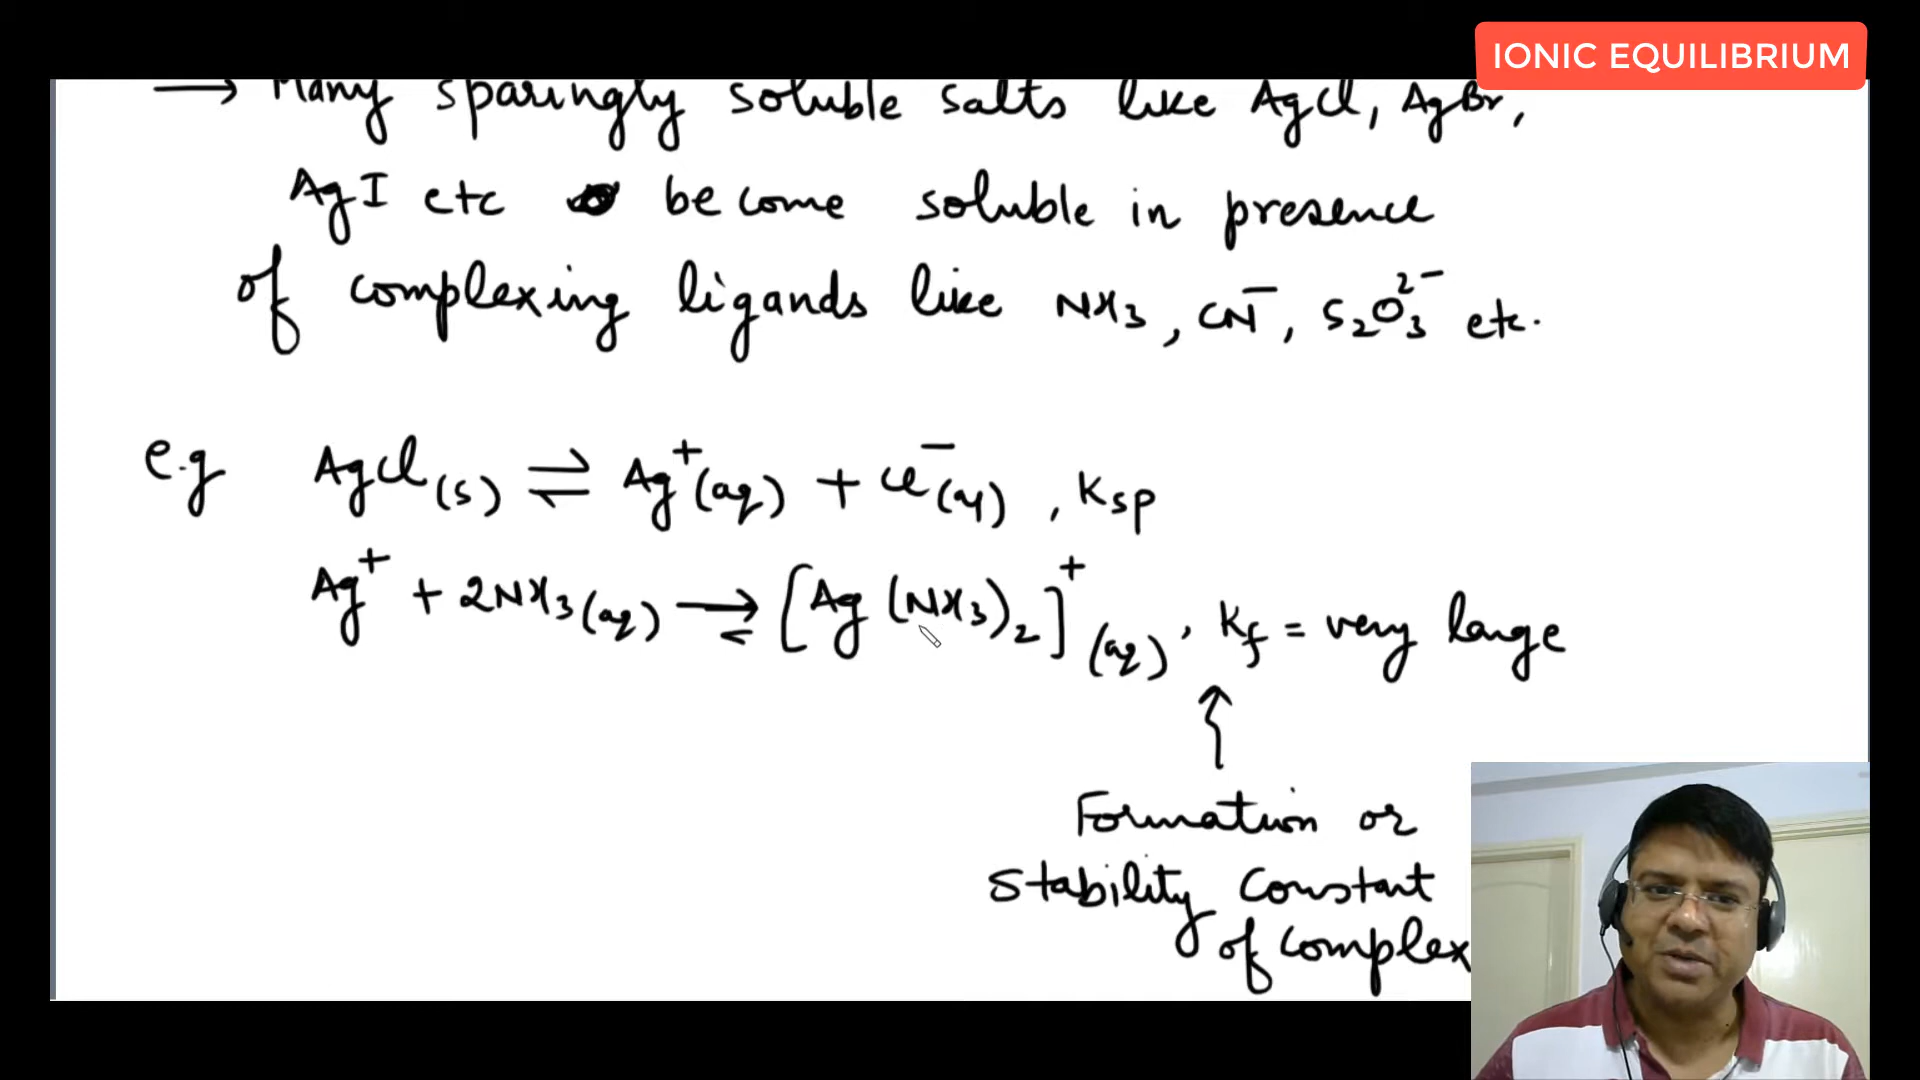 IONIC EQUILIBRIUM
→ Many sparingly soluble salts like AgCl, AgBr,
AgI etc become soluble in presence
of complexing ligands like NH₃, CN⁻, S₂O₃²⁻ etc.
e.g AgCl(s) ⇌ Ag⁺(aq) + Cl⁻(aq), Ksp
Ag⁺ + 2NH₃(aq) ⇌ [Ag(NH₃)₂]⁺(aq), Kf = very large
↑
Formation or
Stability Constant
of complex